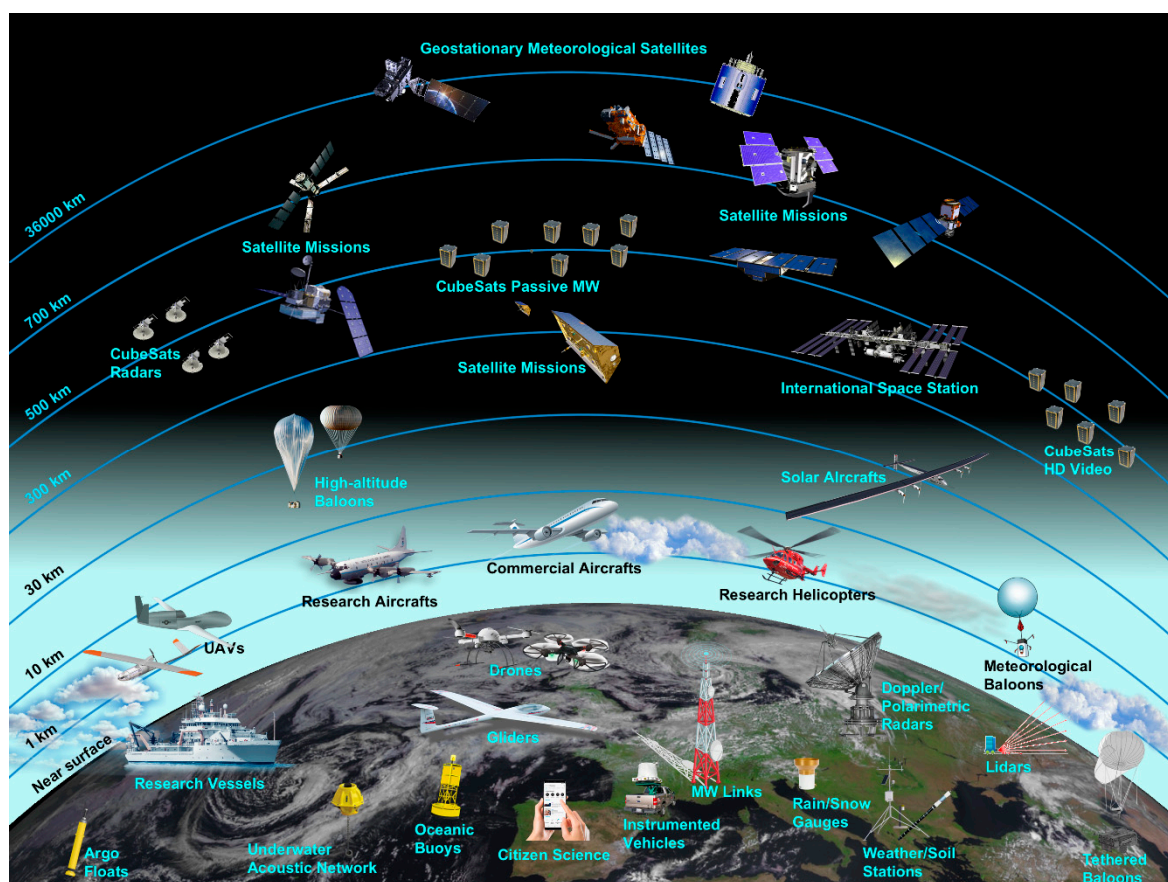 Geostationary Meteorological Satellites
36000 km
Satellite Missions
Satellite Missions
700 km
CubeSats Passive MW
CubeSats
Radars
Satellite Missions
International Space Station
500 km
CubeSats
HD Video
300 km
High-altitude
Baloons
Solar Aircrafts
30 km
Commercial Aircrafts
Research Aircrafts
Research Helicopters
10 km
UAVs
Drones
Meteorological
Baloons
Doppler/
Polarimetric
Radars
1 km
Gliders
Near surface
Research Vessels
Lidars
MW Links
Rain/Snow
Gauges
Oceanic
Buoys
Citizen Science
Instrumented
Vehicles
Argo
Floats
Underwater
Acoustic Network
Weather/Soil
Stations
Tethered
Baloons